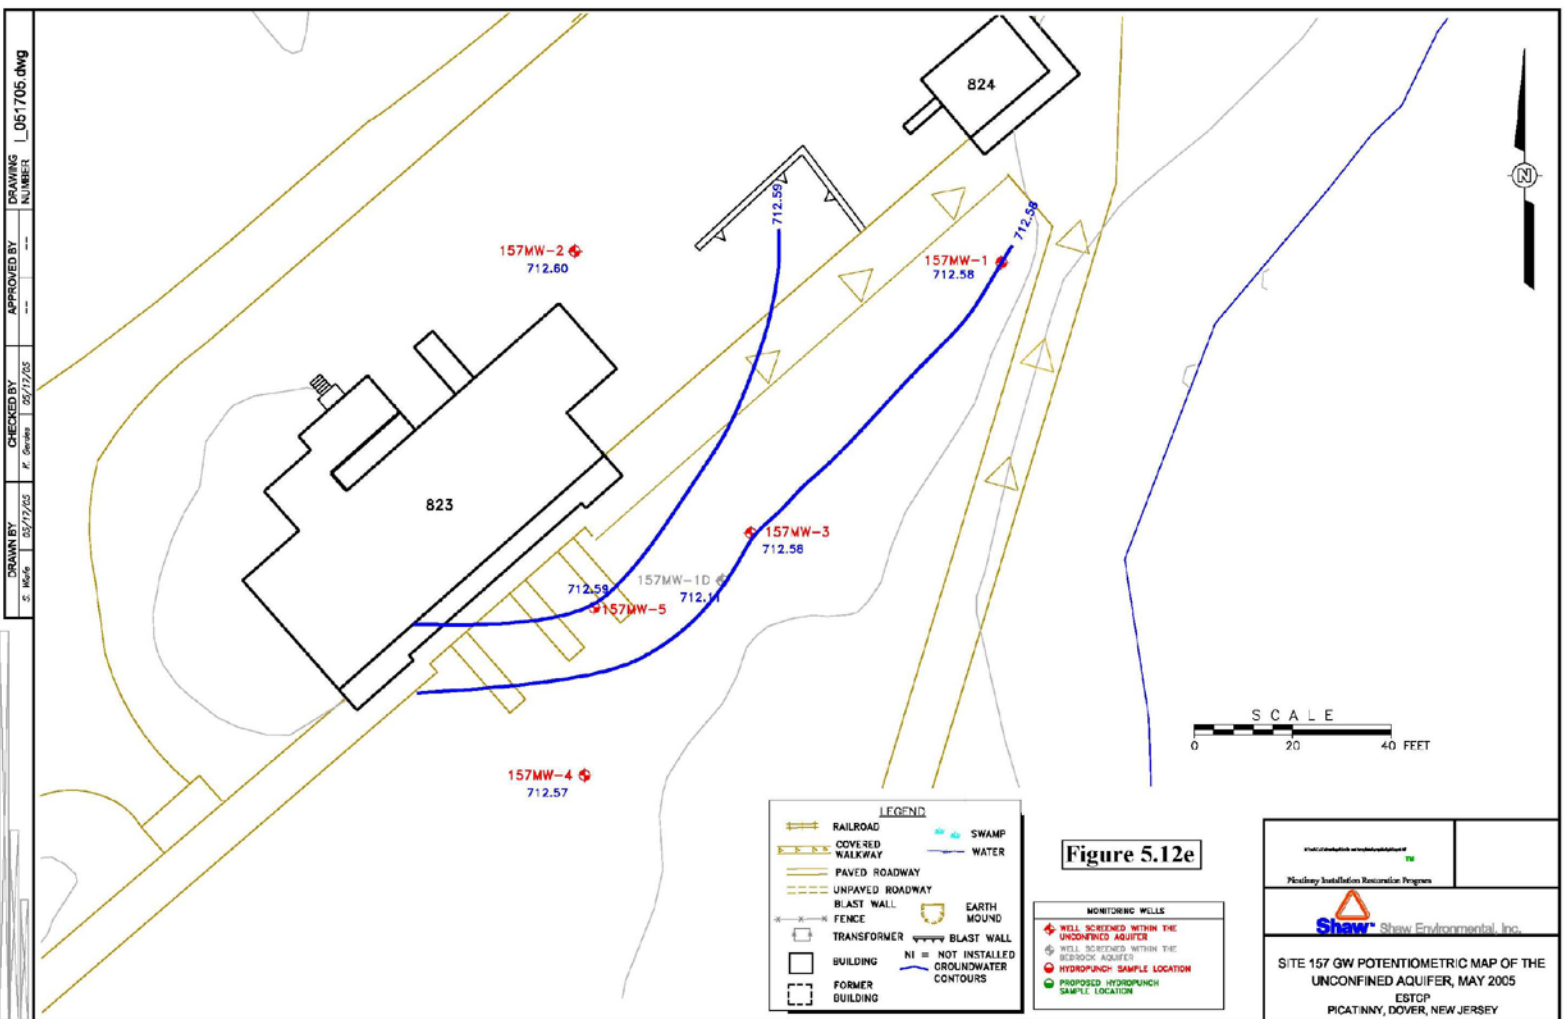 DRAWING
NUMBER
I_051705.dwg
APPROVED BY
--
--
CHECKED BY
05/17/05
DRAWN BY
05/17/05
S.
824
712.59
157MW-2
712.60
712.58
157MW-1
712.58
823
157MW-3
712.58
157MW-1D
712.11
712.59
157MW-5
157MW-4
712.57
N
SCALE
0 20 40 FEET
LEGEND
RAILROAD
SWAMP
COVERED
WALKWAY
WATER
PAVED ROADWAY
UNPAVED ROADWAY
BLAST WALL
EARTH
MOUND
FENCE
TRANSFORMER
BLAST WALL
NI = NOT INSTALLED
BUILDING
GROUNDWATER
CONTOURS
FORMER
BUILDING
Figure 5.12e
MONITORING WELLS
WELL SCREENED WITHIN THE
UNCONFINED AQUIFER
WELL SCREENED WITHIN THE
BEDROCK AQUIFER
HYDROPUNCH SAMPLE LOCATION
PROPOSED HYDROPUNCH
SAMPLE LOCATION
TM
Picatinny Installation Restoration Program
Shaw™ Shaw Environmental, Inc.
SITE 157 GW POTENTIOMETRIC MAP OF THE
UNCONFINED AQUIFER, MAY 2005
ESTCP
PICATINNY, DOVER, NEW JERSEY